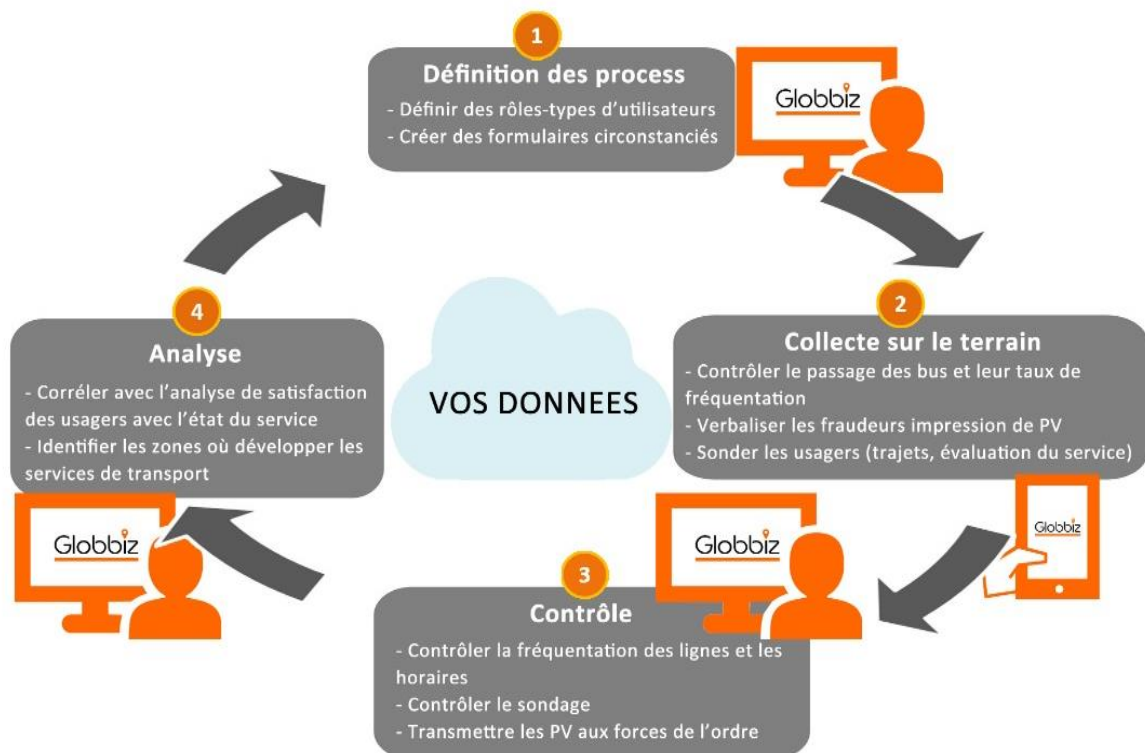 1
Définition des process
- Définir des rôles-types d'utilisateurs
- Créer des formulaires circonstanciés
Globbiz
2
Collecte sur le terrain
- Contrôler le passage des bus et leur taux de
fréquentation
- Verbaliser les fraudeurs impression de PV
- Sonder les usagers (trajets, évaluation du service)
Globbiz
3
Contrôle
- Contrôler la fréquentation des lignes et les
horaires
- Contrôler le sondage
- Transmettre les PV aux forces de l'ordre
Globbiz
4
Analyse
- Corréler avec l'analyse de satisfaction
des usagers avec l'état du service
- Identifier les zones où développer les
services de transport
Globbiz
VOS DONNEES